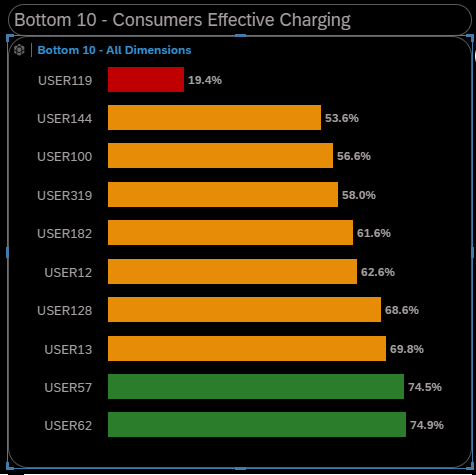 Bottom 10 - Consumers Effective Charging
Bottom 10 - All Dimensions
USER119 19.4%
USER144 53.6%
USER100 56.6%
USER319 58.0%
USER182 61.6%
USER12 62.6%
USER128 68.6%
USER13 69.8%
USER57 74.5%
USER62 74.9%